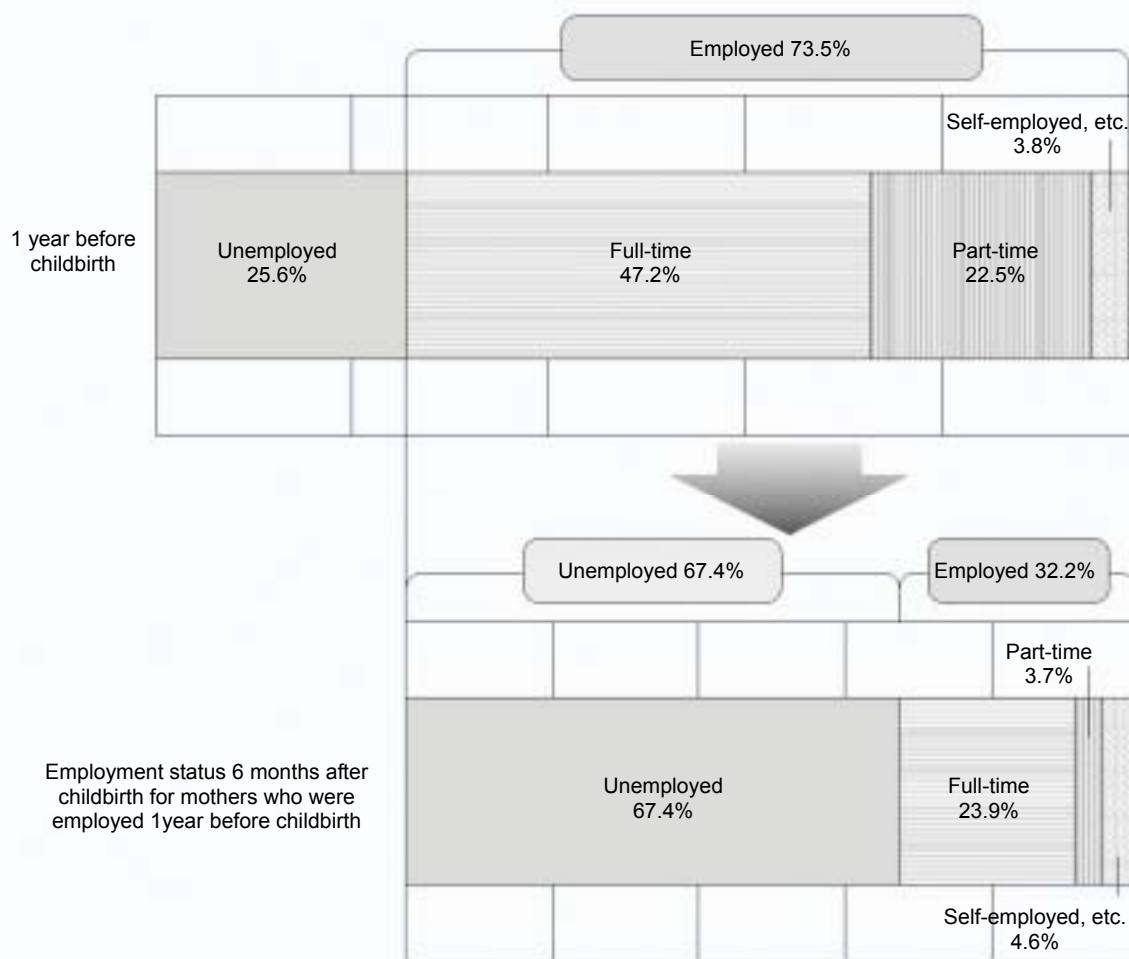 Employed 73.5%
Self-employed, etc.
3.8%
1 year before
childbirth
Unemployed
25.6%
Full-time
47.2%
Part-time
22.5%
Unemployed 67.4%
Employed 32.2%
Part-time
3.7%
Employment status 6 months after
childbirth for mothers who were
employed 1year before childbirth
Unemployed
67.4%
Full-time
23.9%
Self-employed, etc.
4.6%